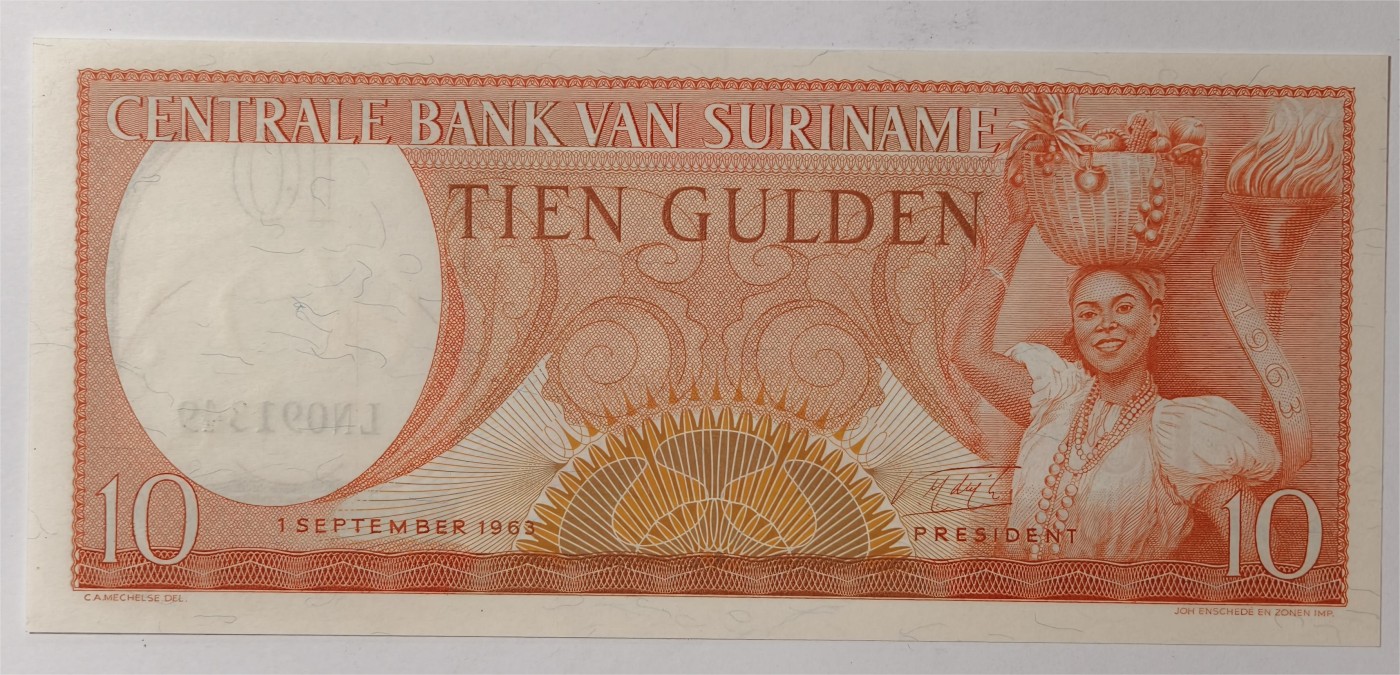 CENTRALE BANK VAN SURINAME
TIEN GULDEN
1963
LN091349
10
1 SEPTEMBER 1963
PRESIDENT
10
C.A.MECHELSE.DEL.
JOH ENSCHEDE EN ZONEN IMP.